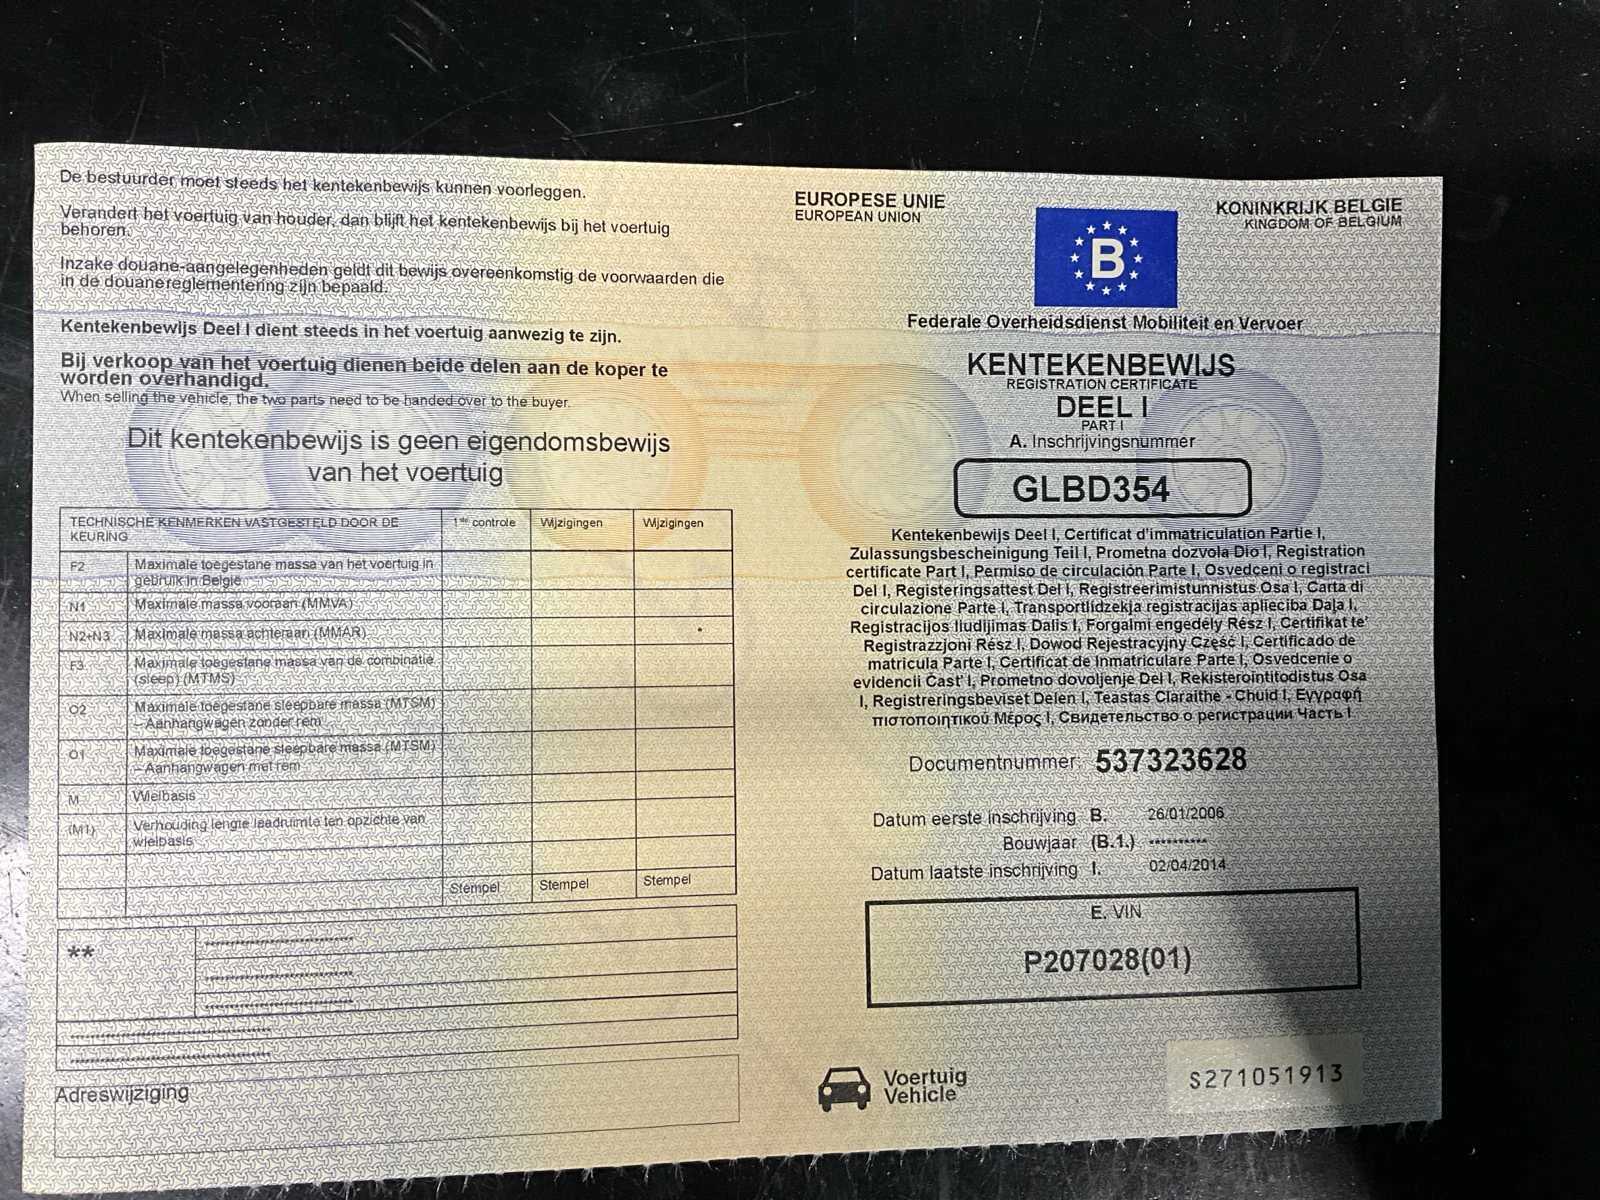 De bestuurder moet steeds het kentekenbewijs kunnen voorleggen.
Verandert het voertuig van houder, dan blijft het kentekenbewijs bij het voertuig
behoren.
Inzake douane-aangelegenheden geldt dit bewijs overeenkomstig de voorwaarden die
in de douanereglementering zijn bepaald.
Kentekenbewijs Deel I dient steeds in het voertuig aanwezig te zijn.
Bij verkoop van het voertuig dienen beide delen aan de koper te
worden overhandigd.
When selling the vehicle, the two parts need to be handed over to the buyer.
Dit kentekenbewijs is geen eigendomsbewijs
van het voertuig
TECHNISCHE KENMERKEN VASTGESTELD DOOR DE
KEURING
1ste controle
Wijzigingen
Wijzigingen
F2 Maximale toegestane massa van het voertuig in
gebruik in België
N1 Maximale massa vooraan (MMVA)
N2+N3 Maximale massa achteraan (MMAR)
F3 Maximale toegestane massa van de combinatie
(sleep) (MTMS)
O2 Maximale toegestane sleepbare massa (MTSM)
– Aanhangwagen zonder rem
O1 Maximale toegestane sleepbare massa (MTSM)
– Aanhangwagen met rem
M Wielbasis
(M1) Verhouding lengte laadruimte ten opzichte van
wielbasis
Stempel
Stempel
Stempel
**
Adreswijziging
EUROPESE UNIE
EUROPEAN UNION
B
KONINKRIJK BELGIE
KINGDOM OF BELGIUM
Federale Overheidsdienst Mobiliteit en Vervoer
KENTEKENBEWIJS
REGISTRATION CERTIFICATE
DEEL I
PART I
A. Inschrijvingsnummer
GLBD354
Kentekenbewijs Deel I, Certificat d'immatriculation Partie I,
Zulassungsbescheinigung Teil I, Prometna dozvola Dio I, Registration
certificate Part I, Permiso de circulación Parte I, Osvedceni o registraci
Del I, Registeringsattest Del I, Registreerimistunnistus Osa I, Carta di
circulazione Parte I, Transportlidzekja registracijas aplieciba Daļa I,
Registracijos liudijimas Dalis I, Forgalmi engedély Rész I, Certifikat te'
Registrazzjoni Rész I, Dowod Rejestracyjny Część I, Certificado de
matricula Parte I, Certificat de Inmatriculare Parte I, Osvedcenie o
evidencii Čast' I, Prometno dovoljenje Del I, Rekisterointitodistus Osa
I, Registreringsbeviset Delen I, Teastas Claraithe - Chuid I, Εγγραφή
πιστοποιητικού Μέρος I, Свидетельство о регистрации Часть I
Documentnummer: 537323628
Datum eerste inschrijving B. 26/01/2006
Bouwjaar (B.1.) **********
Datum laatste inschrijving I. 02/04/2014
E. VIN
P207028(01)
Voertuig
Vehicle
S271051913